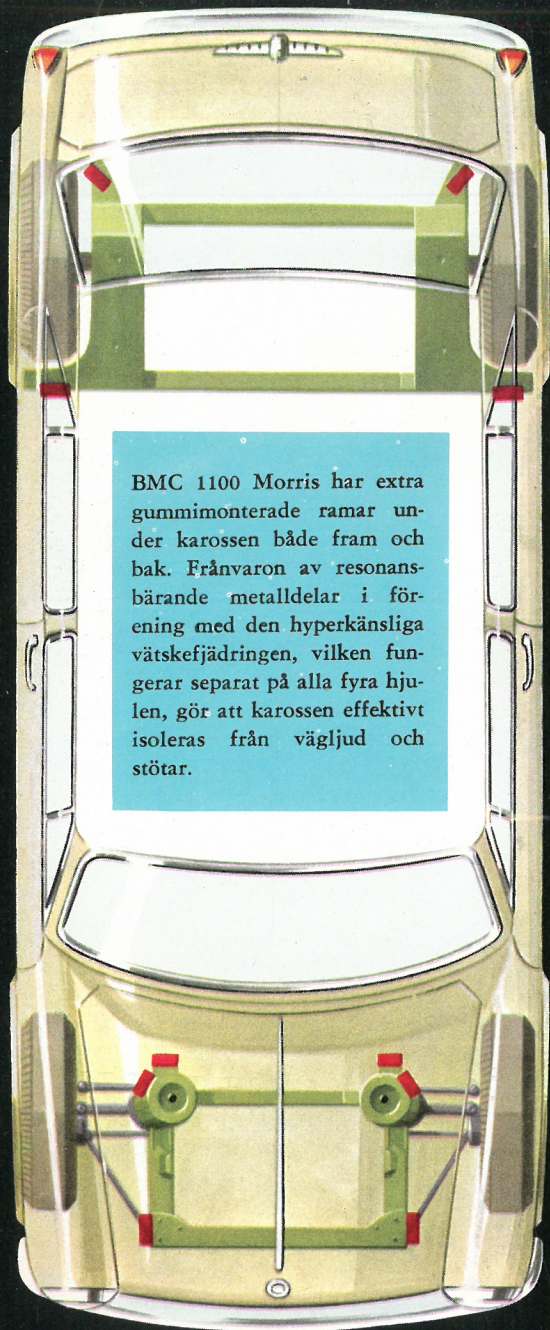 BMC 1100 Morris har extra
gummimonterade ramar un-
der karossen både fram och
bak. Frånvaron av resonans-
bärande metalldelar i för-
ening med den hyperkänsliga
vätskefjädringen, vilken fun-
gerar separat på alla fyra hju-
len, gör att karossen effektivt
isoleras från vägljud och
stötar.